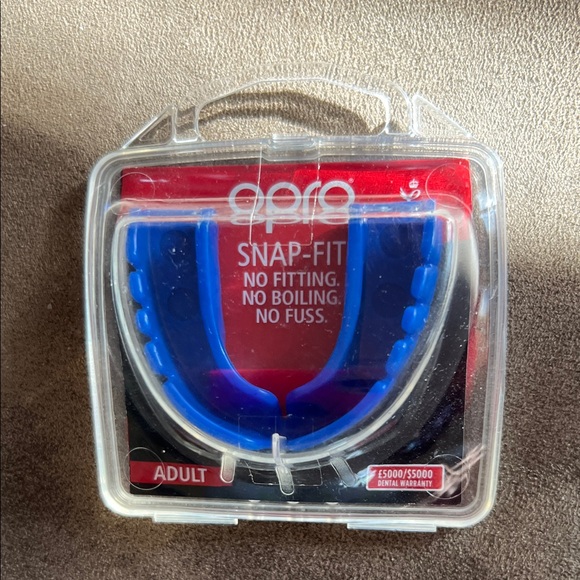 opro
SNAP-FIT
NO FITTING.
NO BOILING.
NO FUSS.
ADULT
£5000/$5000
DENTAL WARRANTY